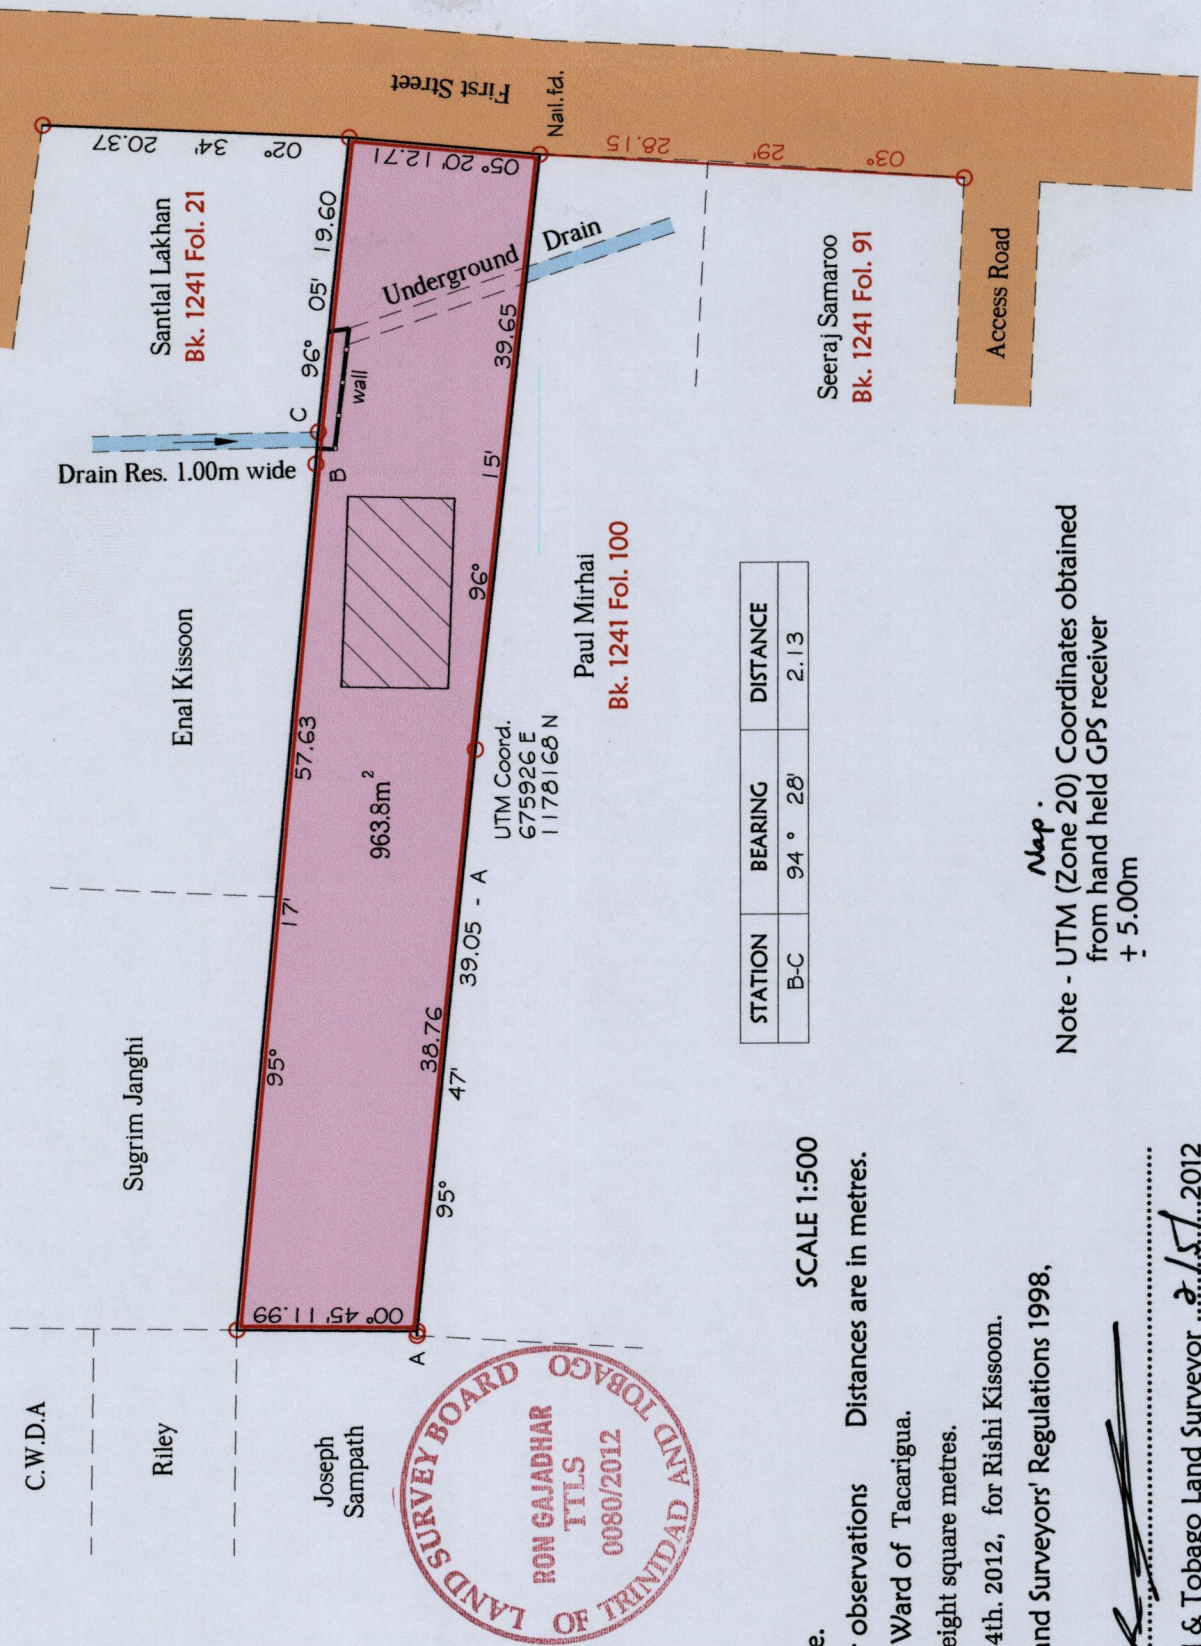 First Street
C.W.D.A
Riley
Joseph
Sampath
Sugrim Janghi
Enal Kissoon
Santlal Lakhan
Bk. 1241 Fol. 21
02° 34' 20.37
Drain Res. 1.00m wide
B
C
96° 05' 19.60
wall
Underground Drain
95° 17' 57.63
963.8m²
00° 45' 11.99
05° 20' 12.71
Nail.fd.
A
95° 47' 38.76
39.05 - A
96° 15' 39.65
UTM Coord.
675926 E
1178168 N
Paul Mirhai
Bk. 1241 Fol. 100
03° 29' 28.15
Seeraj Samaroo
Bk. 1241 Fol. 91
Access Road
STATION BEARING DISTANCE
B-C 94° 28' 2.13
Nap.
Note - UTM (Zone 20) Coordinates obtained
from hand held GPS receiver
± 5.00m
LAND SURVEY BOARD
OF TRINIDAD AND TOBAGO
RON GAJADHAR
TTLS
0080/2012
SCALE 1:500
e.
r observations Distances are in metres.
Ward of Tacarigua.
eight square metres.
4th. 2012, for Rishi Kissoon.
nd Surveyors' Regulations 1998,
& Tobago Land Surveyor 2/5/ 2012